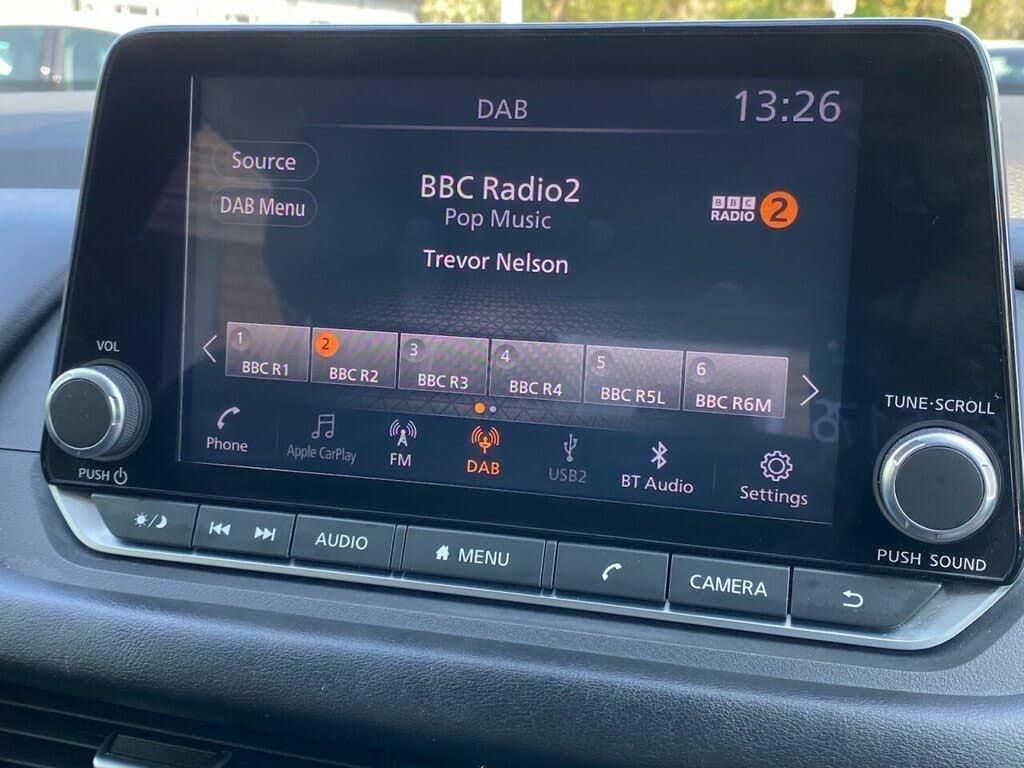 DAB
13:26
Source
DAB Menu
BBC Radio2
Pop Music
Trevor Nelson
BBC
RADIO 2
1
BBC R1
2
BBC R2
3
BBC R3
4
BBC R4
5
BBC R5L
6
BBC R6M
Phone
Apple CarPlay
FM
DAB
USB2
BT Audio
Settings
VOL
PUSH
TUNE·SCROLL
PUSH SOUND
AUDIO
MENU
CAMERA